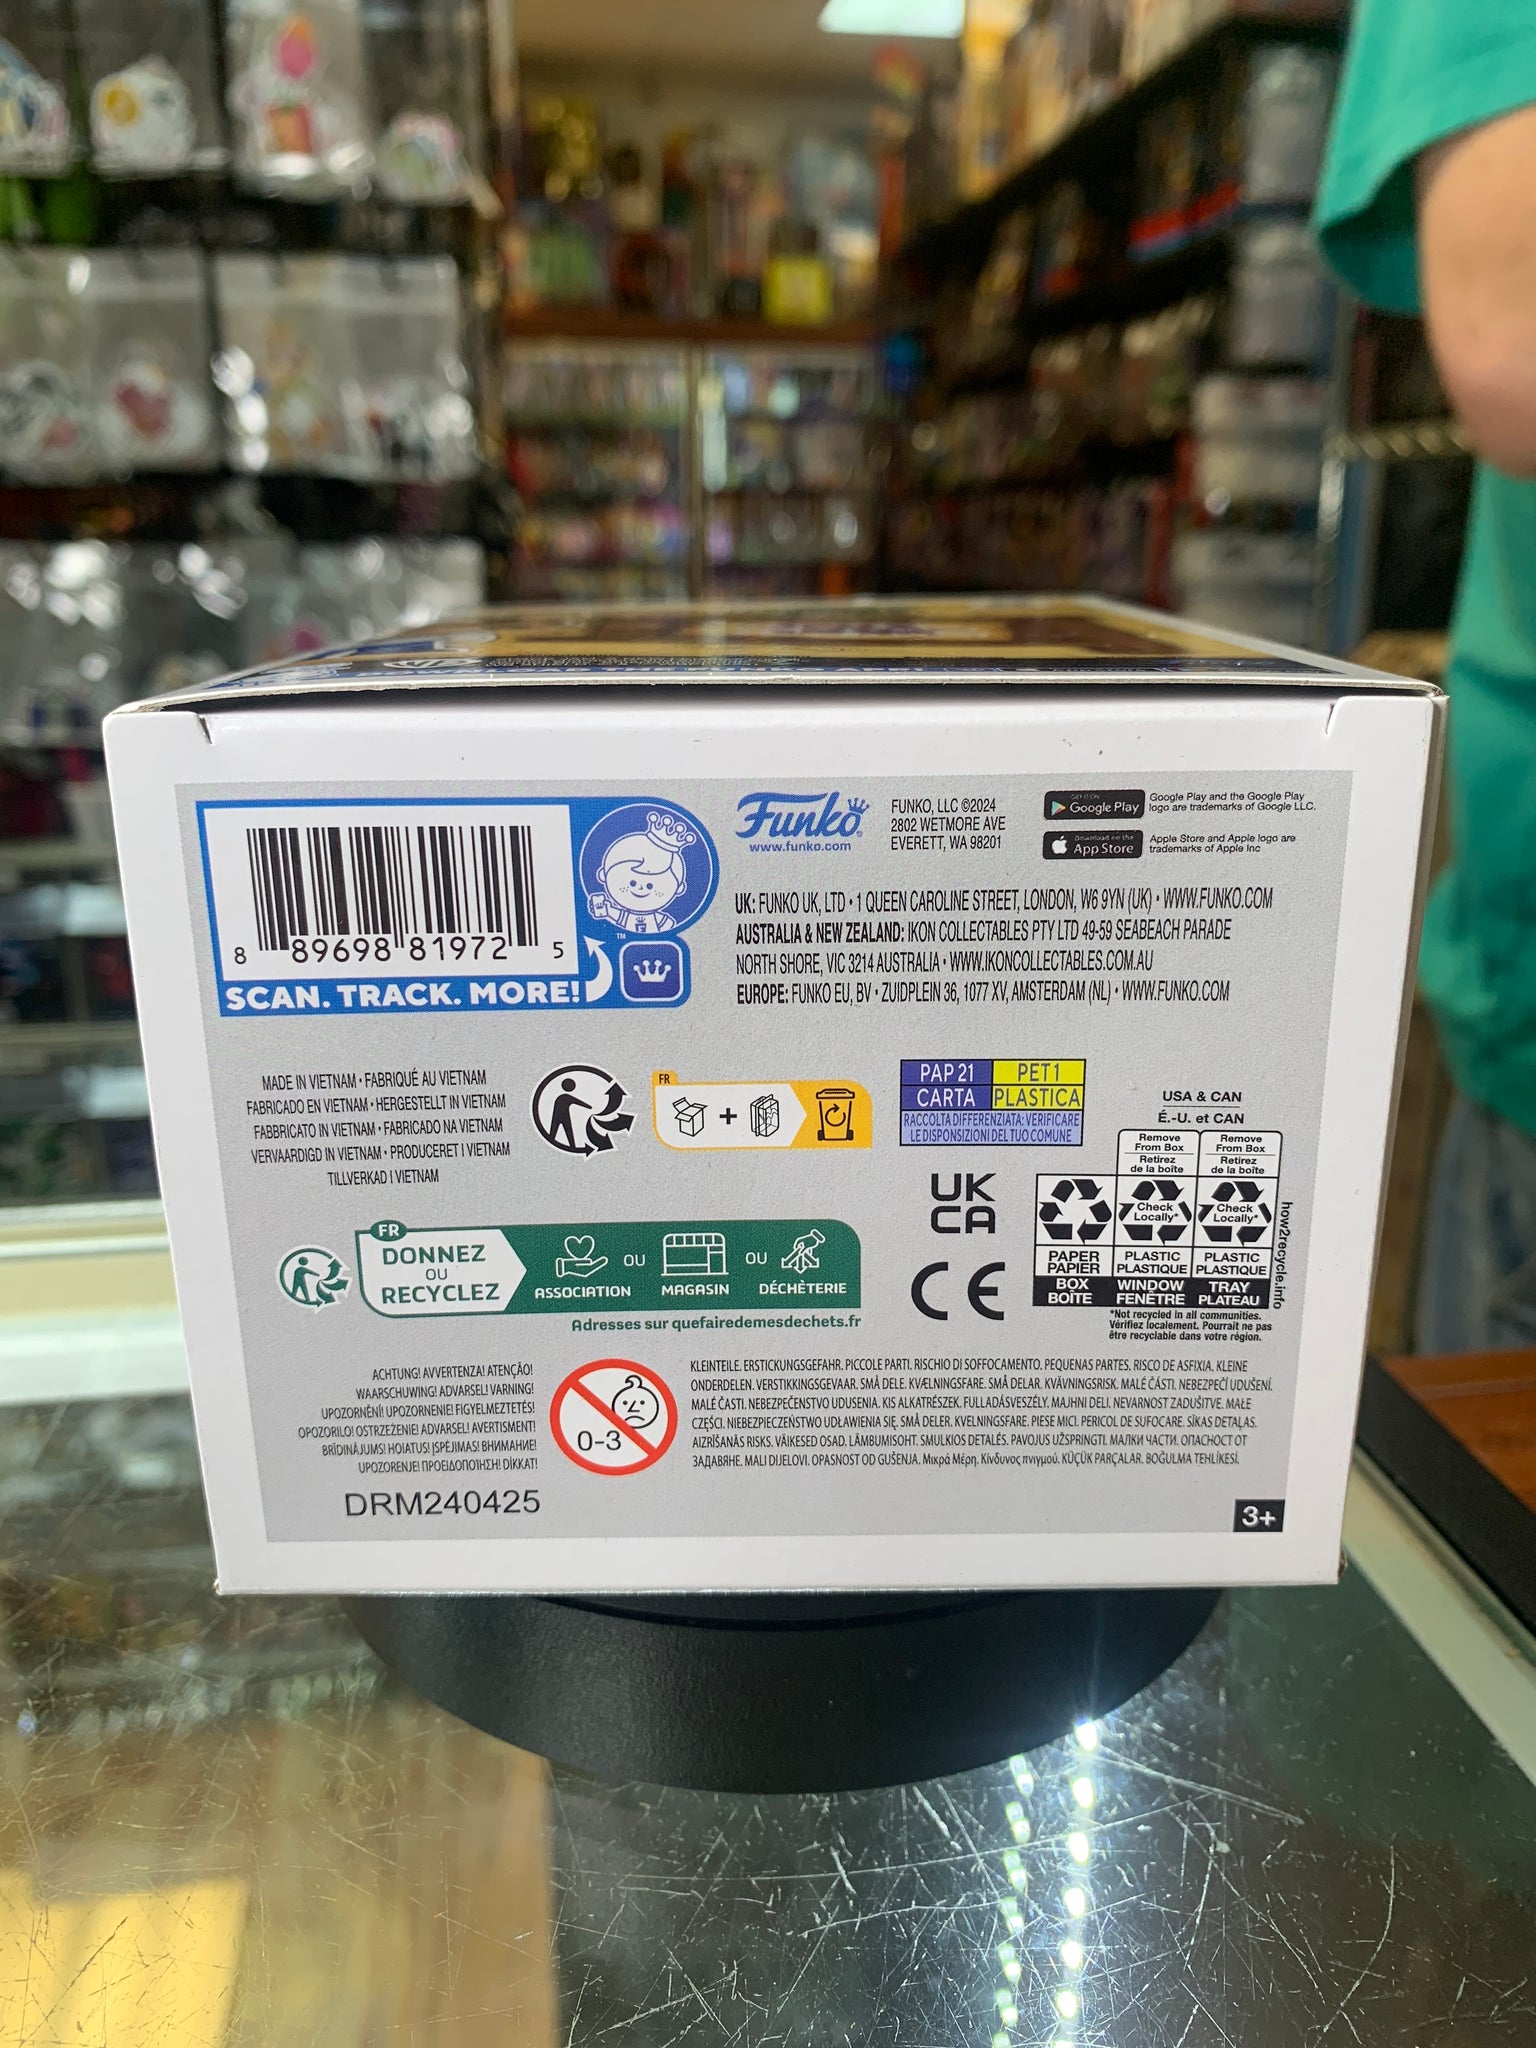 8 89698 81972 5
SCAN. TRACK. MORE!
TM
Funko
www.funko.com
FUNKO, LLC ©2024
2802 WETMORE AVE
EVERETT, WA 98201
GET IT ON
Google Play
Google Play and the Google Play
logo are trademarks of Google LLC.
Download on the
App Store
Apple Store and Apple logo are
trademarks of Apple Inc
UK: FUNKO UK, LTD • 1 QUEEN CAROLINE STREET, LONDON, W6 9YN (UK) • WWW.FUNKO.COM
AUSTRALIA & NEW ZEALAND: IKON COLLECTABLES PTY LTD 49-59 SEABEACH PARADE
NORTH SHORE, VIC 3214 AUSTRALIA • WWW.IKONCOLLECTABLES.COM.AU
EUROPE: FUNKO EU, BV • ZUIDPLEIN 36, 1077 XV, AMSTERDAM (NL) • WWW.FUNKO.COM
MADE IN VIETNAM • FABRIQUÉ AU VIETNAM
FABRICADO EN VIETNAM • HERGESTELLT IN VIETNAM
FABBRICATO IN VIETNAM • FABRICADO NA VIETNAM
VERVAARDIGD IN VIETNAM • PRODUCERET I VIETNAM
TILLVERKAD I VIETNAM
FR
+
PAP 21 PET 1
CARTA PLASTICA
RACCOLTA DIFFERENZIATA: VERIFICARE
LE DISPOSIZIONI DEL TUO COMUNE
USA & CAN
É.-U. et CAN
Remove
From Box
Retirez
de la boîte
Remove
From Box
Retirez
de la boîte
Check
Locally*
Check
Locally*
PAPER
PAPIER
BOX
BOÎTE
PLASTIC
PLASTIQUE
WINDOW
FENÊTRE
PLASTIC
PLASTIQUE
TRAY
PLATEAU
how2recycle.info
*Not recycled in all communities.
Vérifiez localement. Pourrait ne pas
être recyclable dans votre région.
UK
CA
CE
FR
DONNEZ
OU
RECYCLEZ
ASSOCIATION
OU
MAGASIN
OU
DÉCHÈTERIE
Adresses sur quefairedemesdechets.fr
ACHTUNG! AVVERTENZA! ATENÇÃO!
WAARSCHUWING! ADVARSEL! VARNING!
UPOZORNĚNÍ! UPOZORNENIE! FIGYELMEZTETÉS!
OPOZORILO! OSTRZEŻENIE! ADVARSEL! AVERTISMENT!
BRĪDINĀJUMS! HOIATUS! ĮSPĖJIMAS! ВНИМАНИЕ!
UPOZORENJE! ΠΡΟΕΙΔΟΠΟΙΗΣΗ! DİKKAT!
0-3
KLEINTEILE. ERSTICKUNGSGEFAHR. PICCOLE PARTI. RISCHIO DI SOFFOCAMENTO. PEQUENAS PARTES. RISCO DE ASFIXIA. KLEINE
ONDERDELEN. VERSTIKKINGSGEVAAR. SMÅ DELE. KVÆLNINGSFARE. SMÅ DELAR. KVÄVNINGSRISK. MALÉ ČÁSTI. NEBEZPEČÍ UDUŠENÍ.
MALÉ ČASTI. NEBEZPEČENSTVO UDUSENIA. KIS ALKATRÉSZEK. FULLADÁSVESZÉLY. MAJHNI DELI. NEVARNOST ZADUŠITVE. MAŁE
CZĘŚCI. NIEBEZPIECZEŃSTWO UDŁAWIENIA SIĘ. SMÅ DELER. KVELNINGSFARE. PIESE MICI. PERICOL DE SUFOCARE. SĪKAS DETAĻAS.
AIZRĪŠANĀS RISKS. VÄIKESED OSAD. LÄMBUMISOHT. SMULKIOS DETALĖS. PAVOJUS UŽSPRINGTI. МАЛКИ ЧАСТИ. ОПАСНОСТ ОТ
ЗАДАВЯНЕ. MALI DIJELOVI. OPASNOST OD GUŠENJA. Μικρά Μέρη. Κίνδυνος πνιγμού. KÜÇÜK PARÇALAR. BOĞULMA TEHLİKESİ.
DRM240425
3+